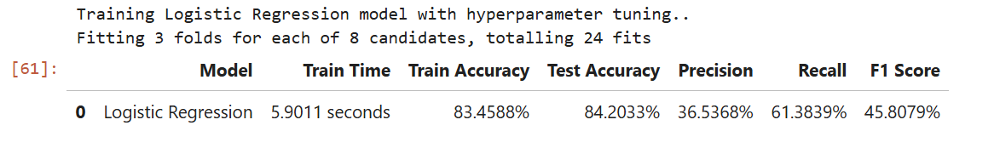 Training Logistic Regression model with hyperparameter tuning..
Fitting 3 folds for each of 8 candidates, totalling 24 fits
[61]: Model Train Time Train Accuracy Test Accuracy Precision Recall F1 Score
0 Logistic Regression 5.9011 seconds 83.4588% 84.2033% 36.5368% 61.3839% 45.8079%